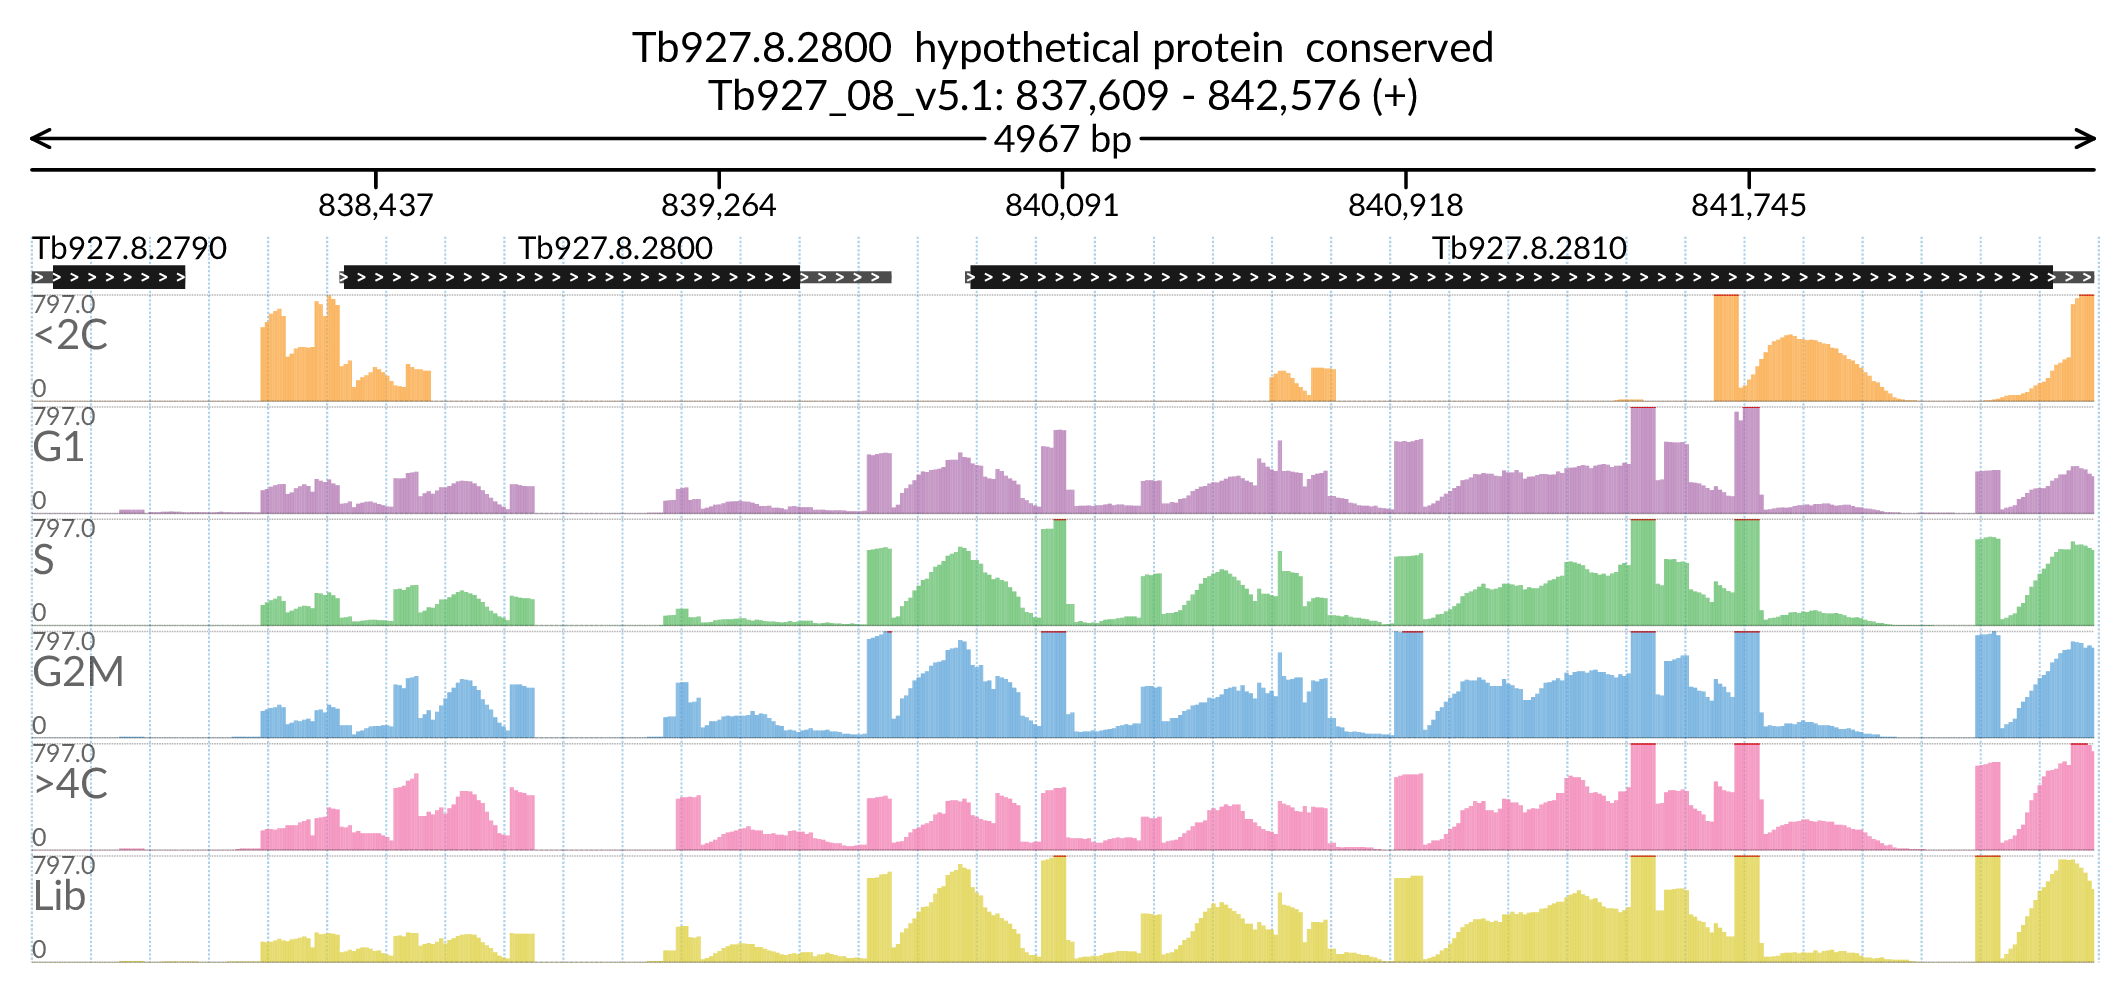 Tb927.8.2800  hypothetical protein  conserved
Tb927_08_v5.1: 837,609 - 842,576 (+)
4967 bp
838,437 839,264 840,091 840,918 841,745
Tb927.8.2790 Tb927.8.2800 Tb927.8.2810
797.0
<2C
0
797.0
G1
0
797.0
S
0
797.0
G2M
0
797.0
>4C
0
797.0
Lib
0